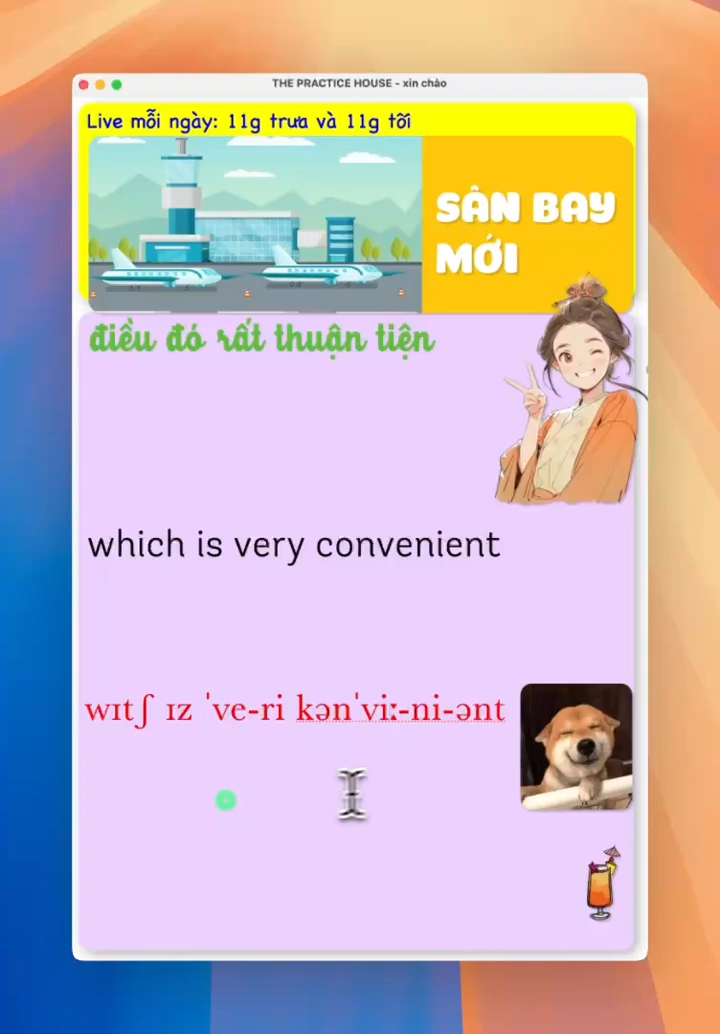 THE PRACTICE HOUSE - xin chào
Live mỗi ngày: 11g trưa và 11g tối
SÂN BAY
MỚI
điều đó rất thuận tiện
which is very convenient
wɪtʃ ɪz ˈve-ri kənˈviː-ni-ənt